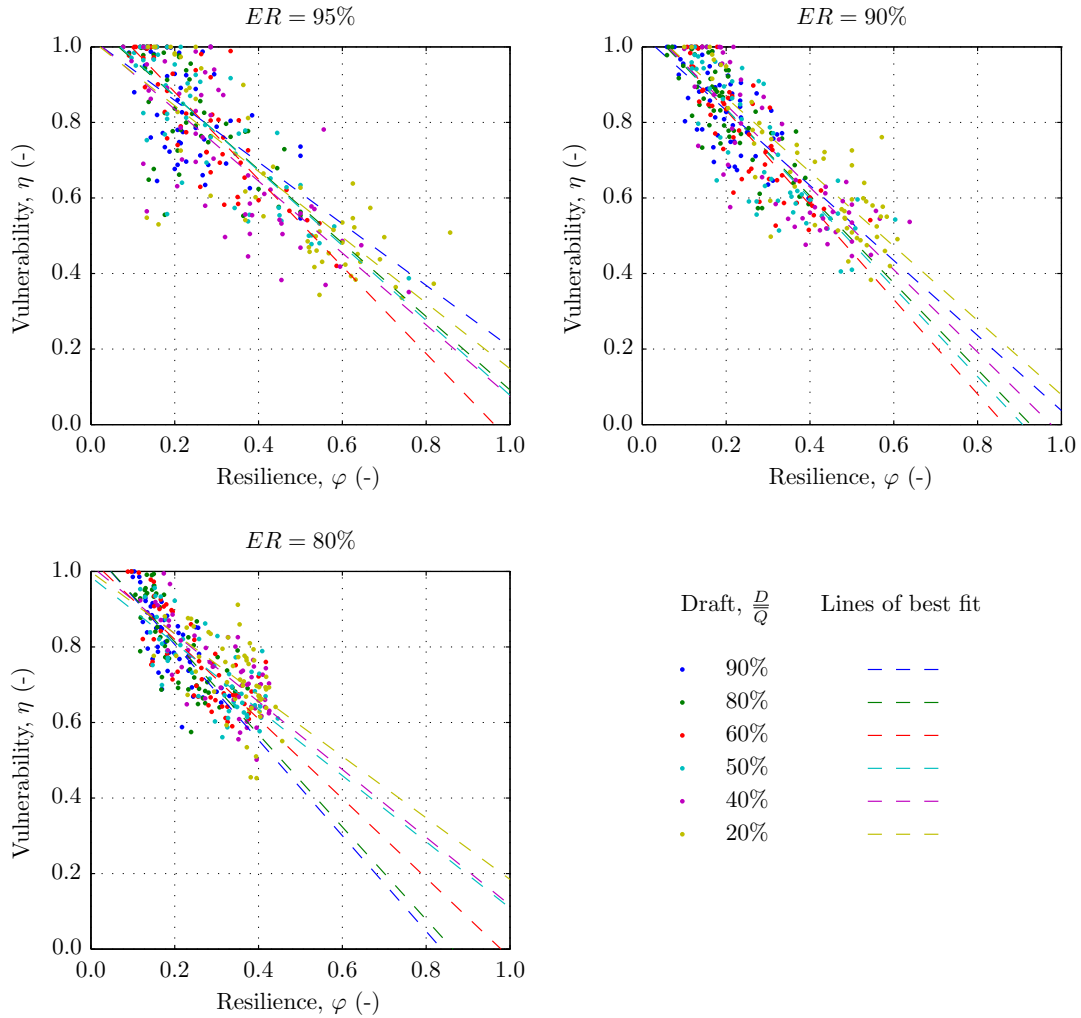 ER = 95%
1.0
0.8
0.6
0.4
0.2
0.0
Vulnerability, η (-)
0.0 0.2 0.4 0.6 0.8 1.0
Resilience, φ (-)
ER = 90%
1.0
0.8
0.6
0.4
0.2
0.0
Vulnerability, η (-)
0.0 0.2 0.4 0.6 0.8 1.0
Resilience, φ (-)
ER = 80%
1.0
0.8
0.6
0.4
0.2
0.0
Vulnerability, η (-)
0.0 0.2 0.4 0.6 0.8 1.0
Resilience, φ (-)
Draft, D/Q̿ Lines of best fit
90%
80%
60%
50%
40%
20%